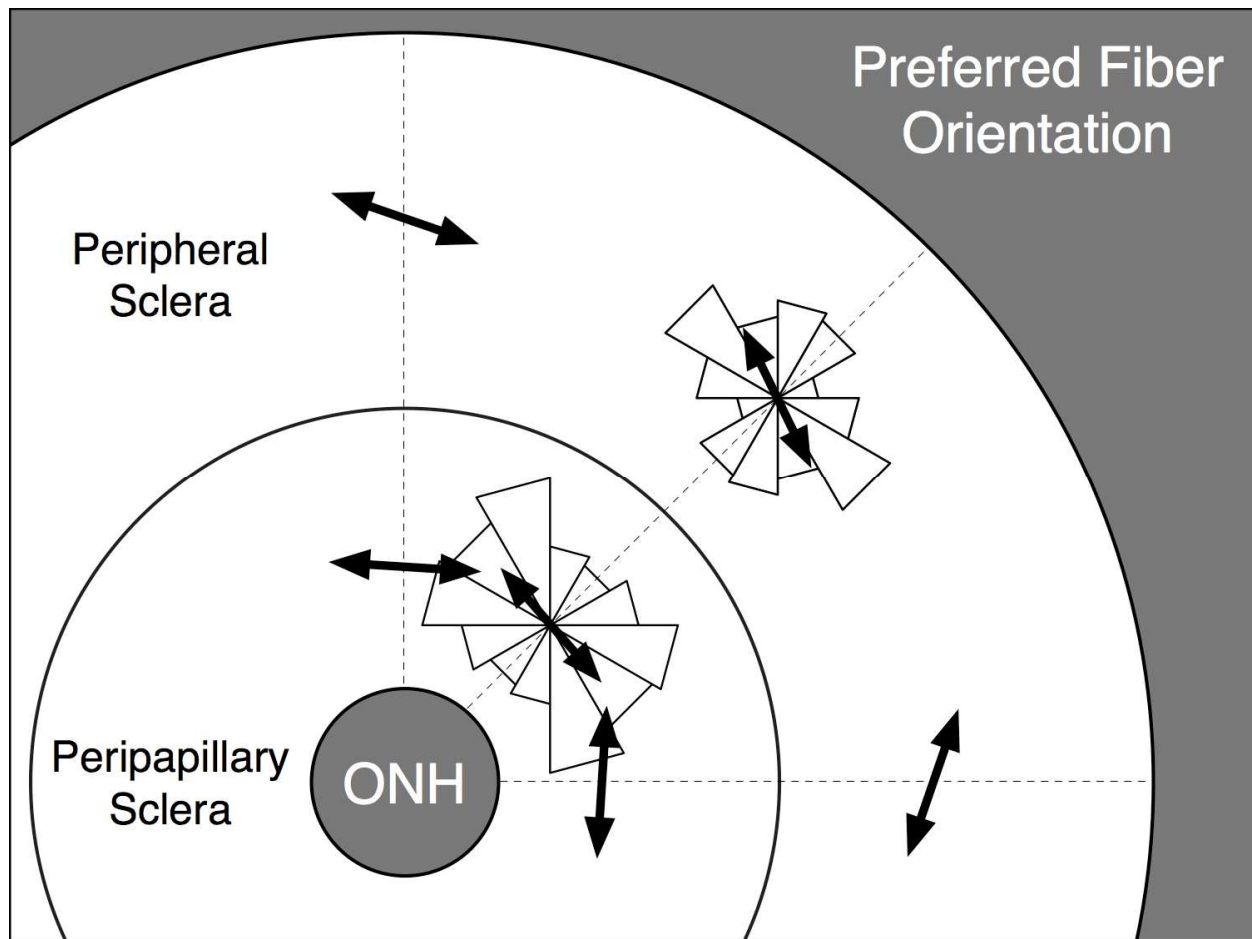 Preferred Fiber
Orientation
Peripheral
Sclera
Peripapillary
Sclera
ONH